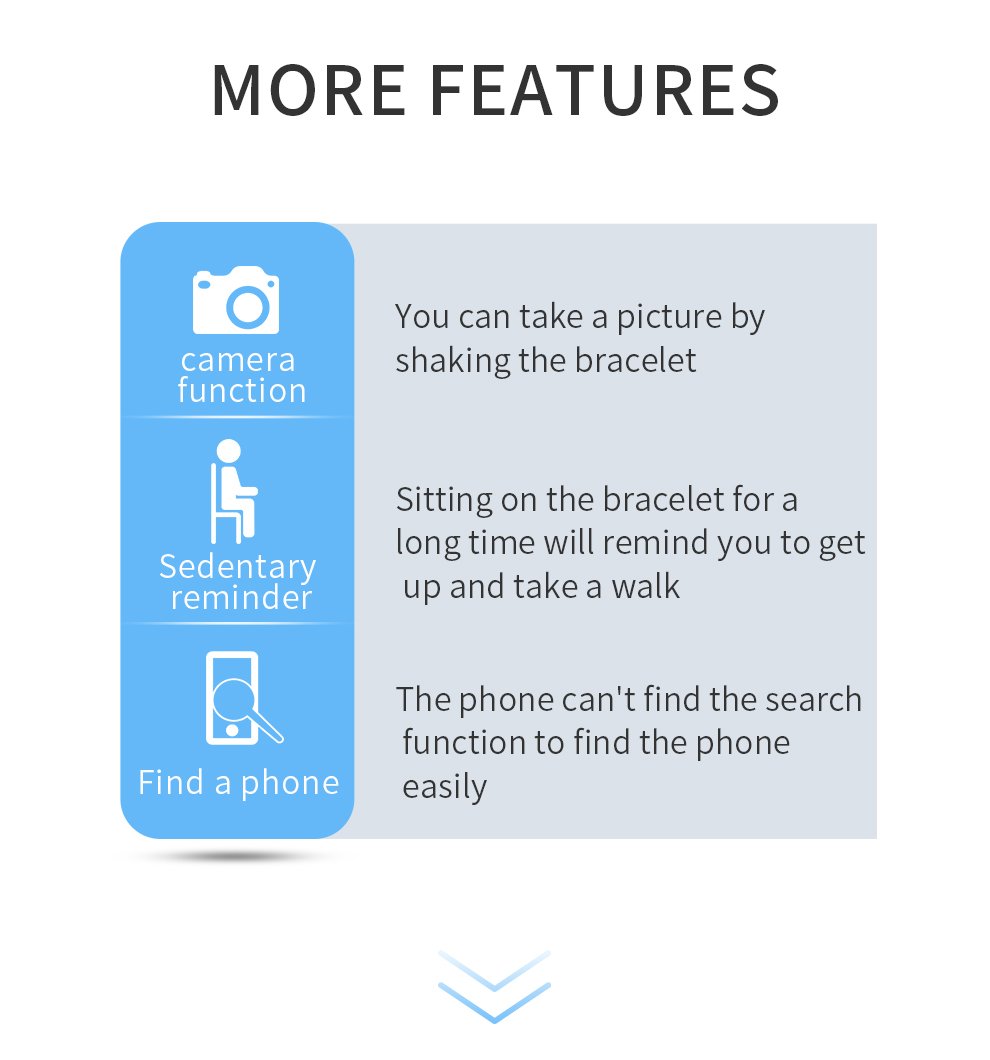 MORE FEATURES
camera
function
You can take a picture by
shaking the bracelet
Sedentary
reminder
Sitting on the bracelet for a
long time will remind you to get
up and take a walk
Find a phone
The phone can't find the search
function to find the phone
easily